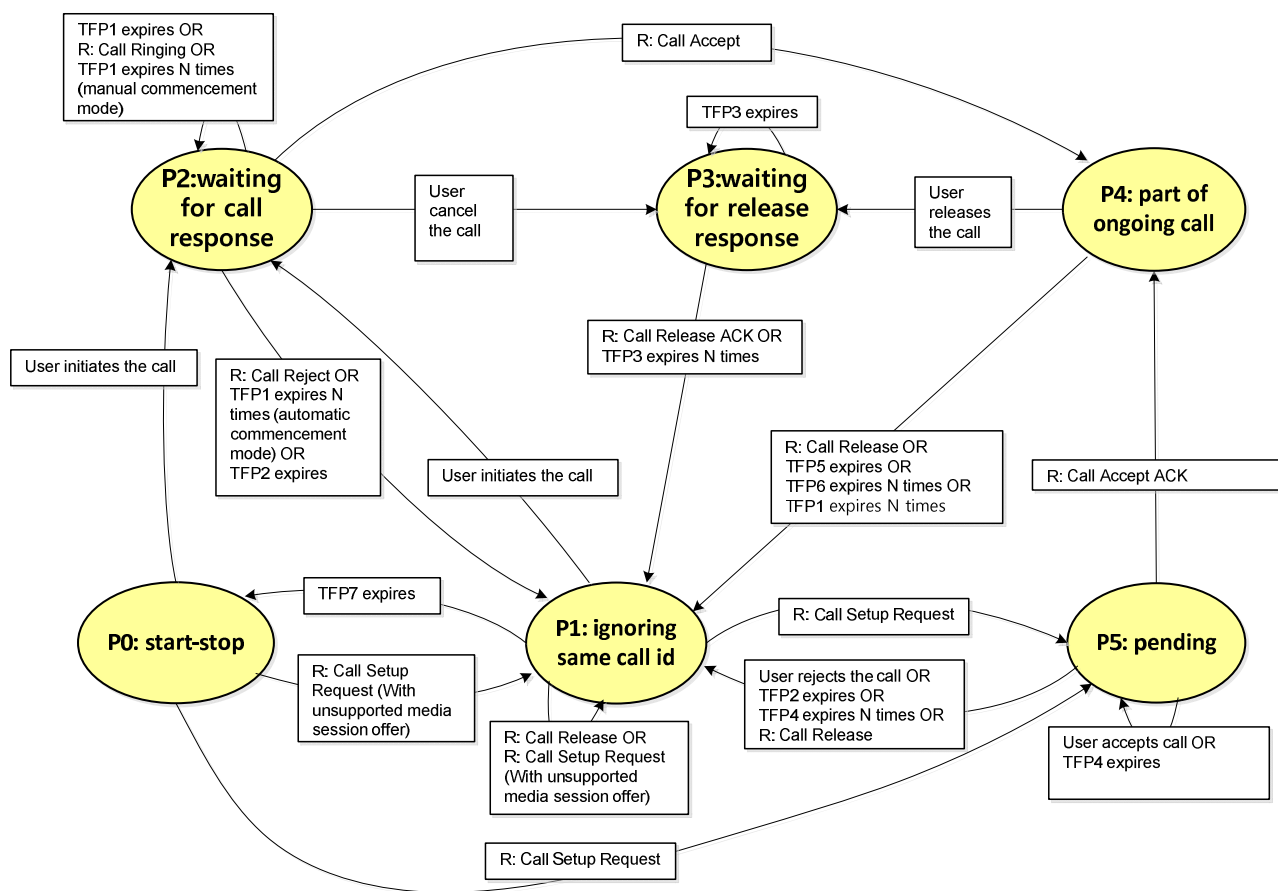 TFP1 expires OR
R: Call Ringing OR
TFP1 expires N times
(manual commencement
mode)
R: Call Accept
TFP3 expires
P2:waiting
for call
response
User
cancel
the call
P3:waiting
for release
response
User
releases
the call
P4: part of
ongoing call
User initiates the call
R: Call Reject OR
TFP1 expires N
times (automatic
commencement
mode) OR
TFP2 expires
User initiates the call
R: Call Release ACK OR
TFP3 expires N times
R: Call Release OR
TFP5 expires OR
TFP6 expires N times OR
TFP1 expires N times
R: Call Accept ACK
P0: start-stop
TFP7 expires
R: Call Setup
Request (With
unsupported media
session offer)
P1: ignoring
same call id
R: Call Release OR
R: Call Setup Request
(With unsupported
media session offer)
R: Call Setup Request
User rejects the call OR
TFP2 expires OR
TFP4 expires N times OR
R: Call Release
P5: pending
User accepts call OR
TFP4 expires
R: Call Setup Request